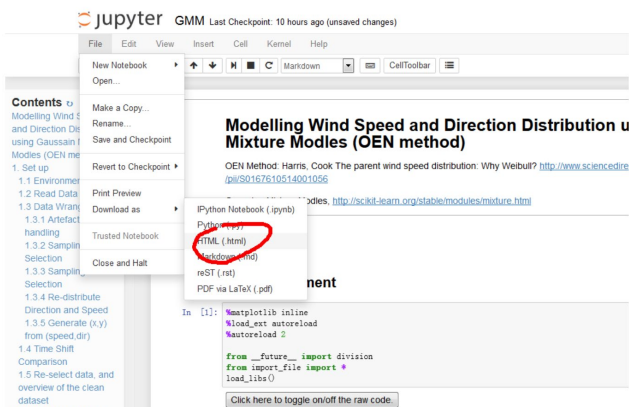 jupyter GMM Last Checkpoint: 10 hours ago (unsaved changes)
File Edit View Insert Cell Kernel Help
Markdown CellToolbar
New Notebook
Open...
Make a Copy...
Rename...
Save and Checkpoint
Revert to Checkpoint
Print Preview
Download as
Trusted Notebook
Close and Halt
IPython Notebook (.ipynb)
Python (.py)
HTML (.html)
Markdown (.md)
reST (.rst)
PDF via LaTeX (.pdf)
Contents
Modelling Wind S
and Direction Dis
using Gaussain M
Modles (OEN me
1. Set up
1.1 Environmen
1.2 Read Data
1.3 Data Wrang
1.3.1 Artefact
handling
1.3.2 Sampling
Selection
1.3.3 Sampling
Selection
1.3.4 Re-distribute
Direction and Speed
1.3.5 Generate (x,y)
from (speed,dir)
1.4 Time Shift
Comparison
1.5 Re-select data, and
overview of the clean
dataset
Modelling Wind Speed and Direction Distribution u
Mixture Modles (OEN method)
OEN Method: Harris, Cook The parent wind speed distribution: Why Weibull? http://www.sciencedire
/pii/S0167610514001056
odles, http://scikit-learn.org/stable/modules/mixture.html
ment
In [1]: %matplotlib inline
%load_ext autoreload
%autoreload 2
from __future__ import division
from import_file import *
load_libs()
Click here to toggle on/off the raw code.